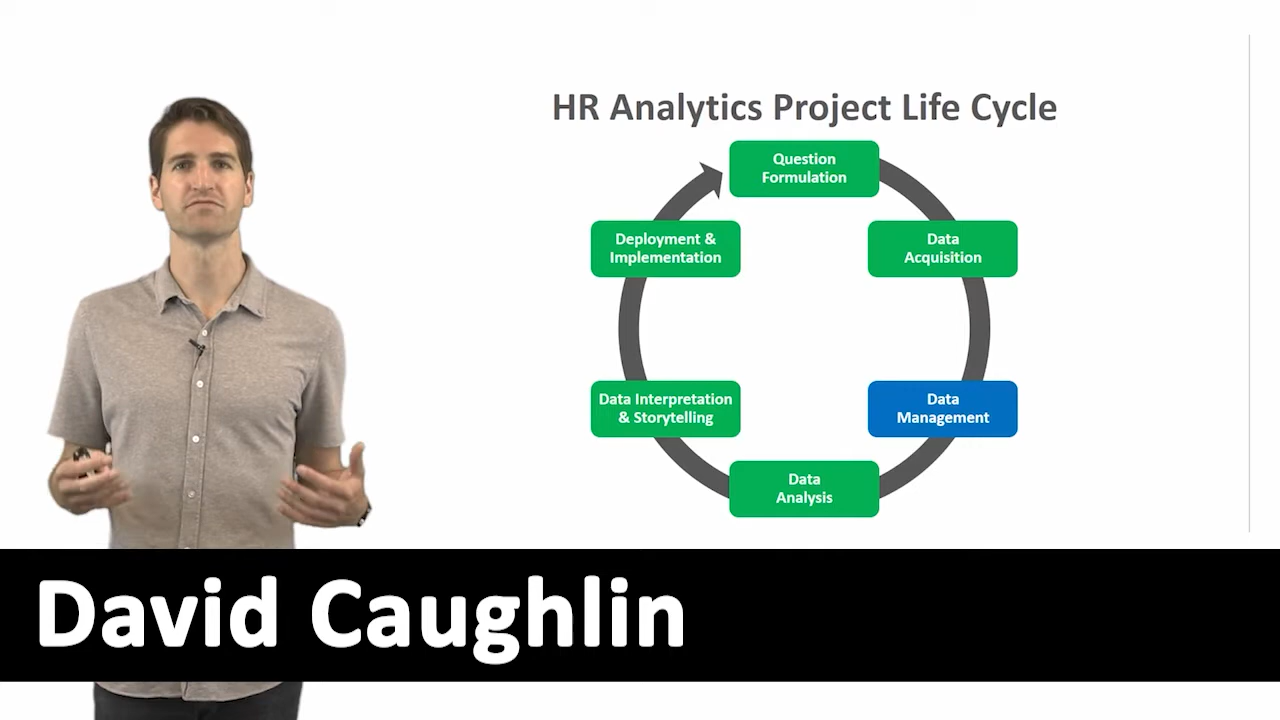 HR Analytics Project Life Cycle
Question
Formulation
Data
Acquisition
Data
Management
Data
Analysis
Data Interpretation
& Storytelling
Deployment &
Implementation
David Caughlin